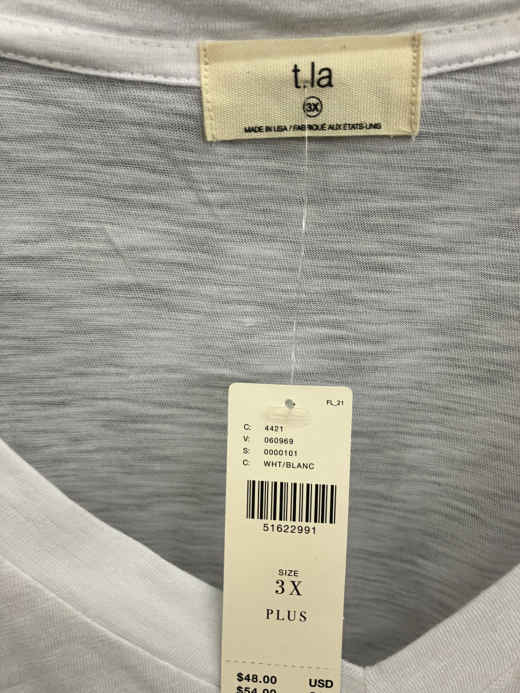 t.la
3X
MADE IN USA / FABRIQUÉ AUX ÉTATS-UNIS
FL_21
C: 4421
V: 060969
S: 0000101
C: WHT/BLANC
51622991
SIZE
3X
PLUS
$48.00 USD
$54.00